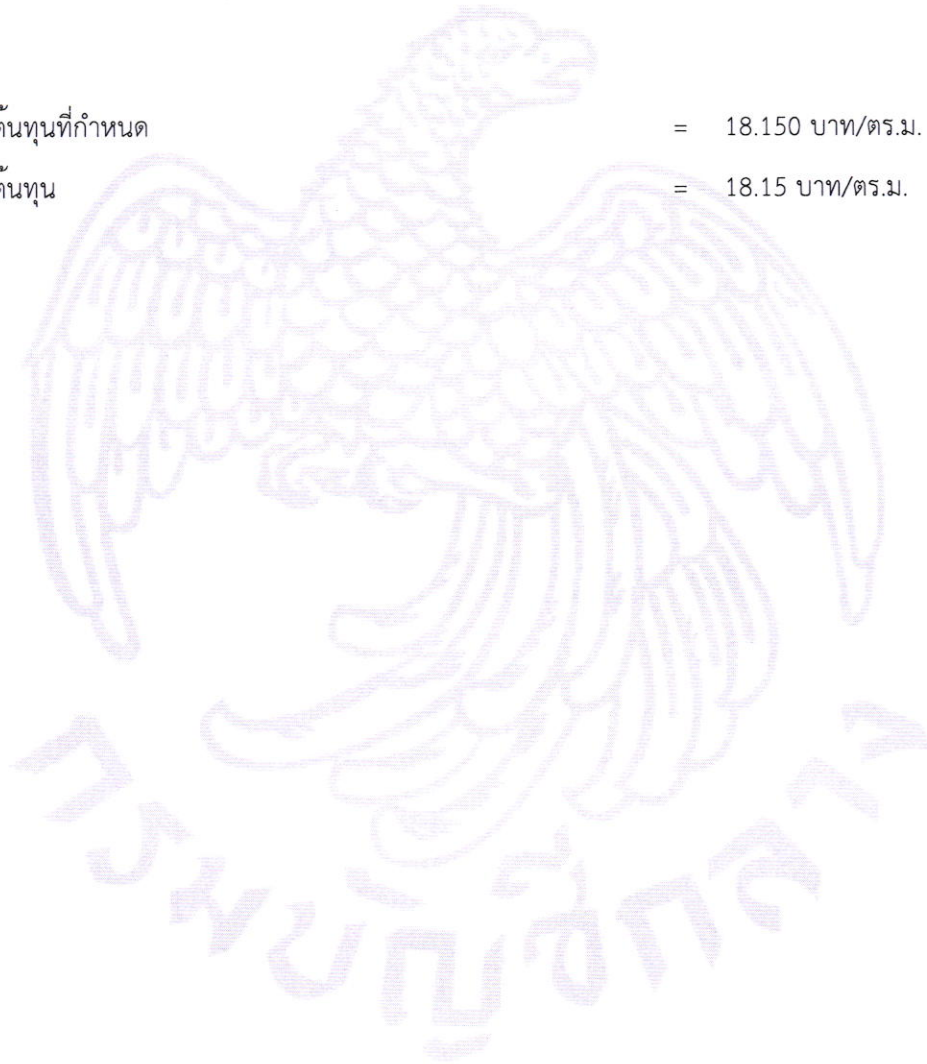 ต้นทุนที่กำหนด = 18.150 บาท/ตร.ม.
ต้นทุน = 18.15 บาท/ตร.ม.
กรมบัญชีกลาง